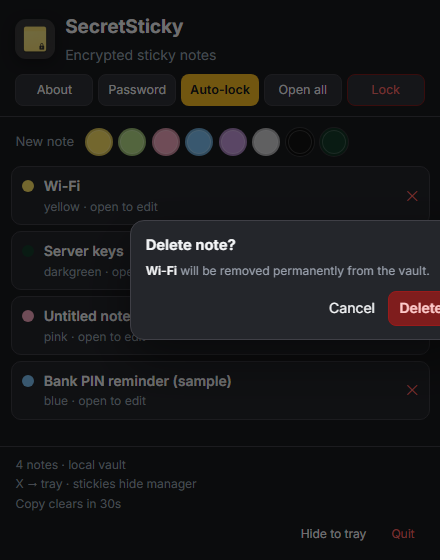 SecretSticky
Encrypted sticky notes
About Password Auto-lock Open all Lock
New note
Wi-Fi
yellow · open to edit
Delete note?
Wi-Fi will be removed permanently from the vault.
Cancel Delete
Server keys
darkgreen · ope
Untitled note
pink · open to edit
Bank PIN reminder (sample)
blue · open to edit
4 notes · local vault
X → tray · stickies hide manager
Copy clears in 30s
Hide to tray Quit